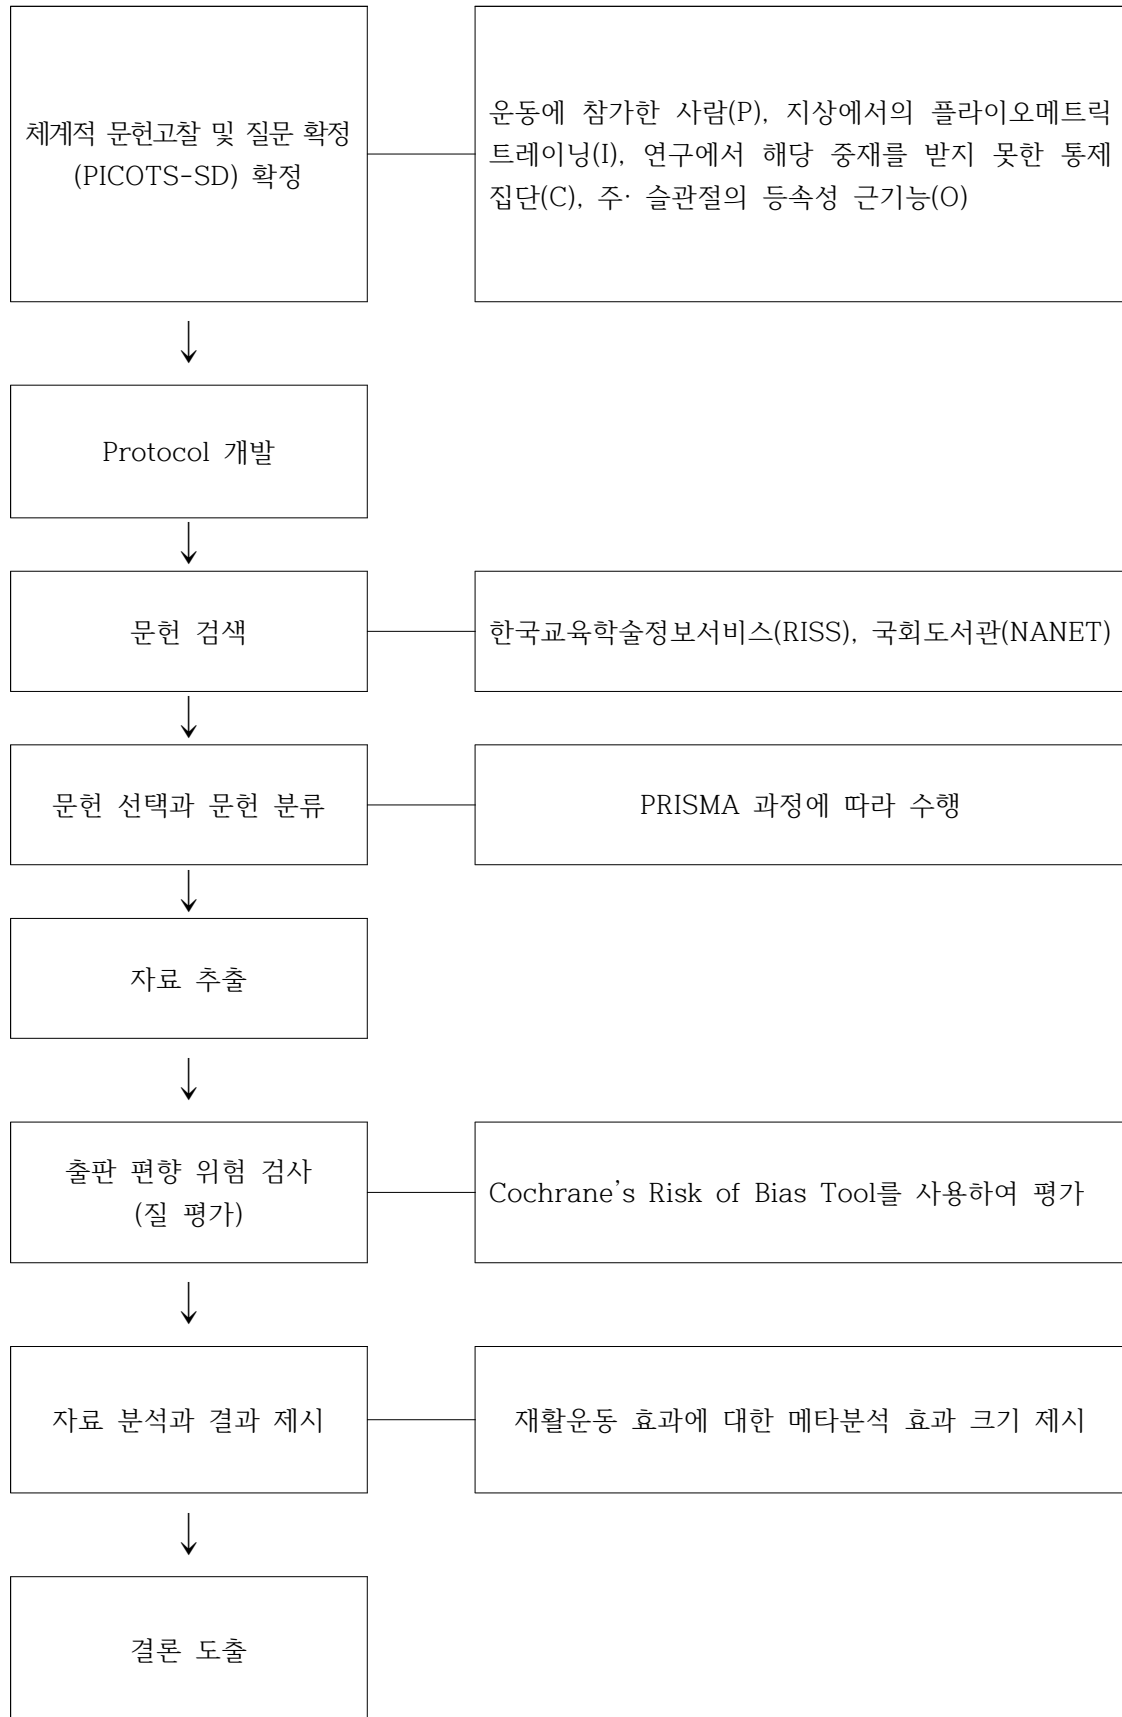 체계적 문헌고찰 및 질문 확정
(PICOTS-SD) 확정
운동에 참가한 사람(P), 지상에서의 플라이오메트릭
트레이닝(I), 연구에서 해당 중재를 받지 못한 통제
집단(C), 주· 슬관절의 등속성 근기능(O)
↓
Protocol 개발
↓
문헌 검색
한국교육학술정보서비스(RISS), 국회도서관(NANET)
↓
문헌 선택과 문헌 분류
PRISMA 과정에 따라 수행
↓
자료 추출
↓
출판 편향 위험 검사
(질 평가)
Cochrane's Risk of Bias Tool를 사용하여 평가
↓
자료 분석과 결과 제시
재활운동 효과에 대한 메타분석 효과 크기 제시
↓
결론 도출